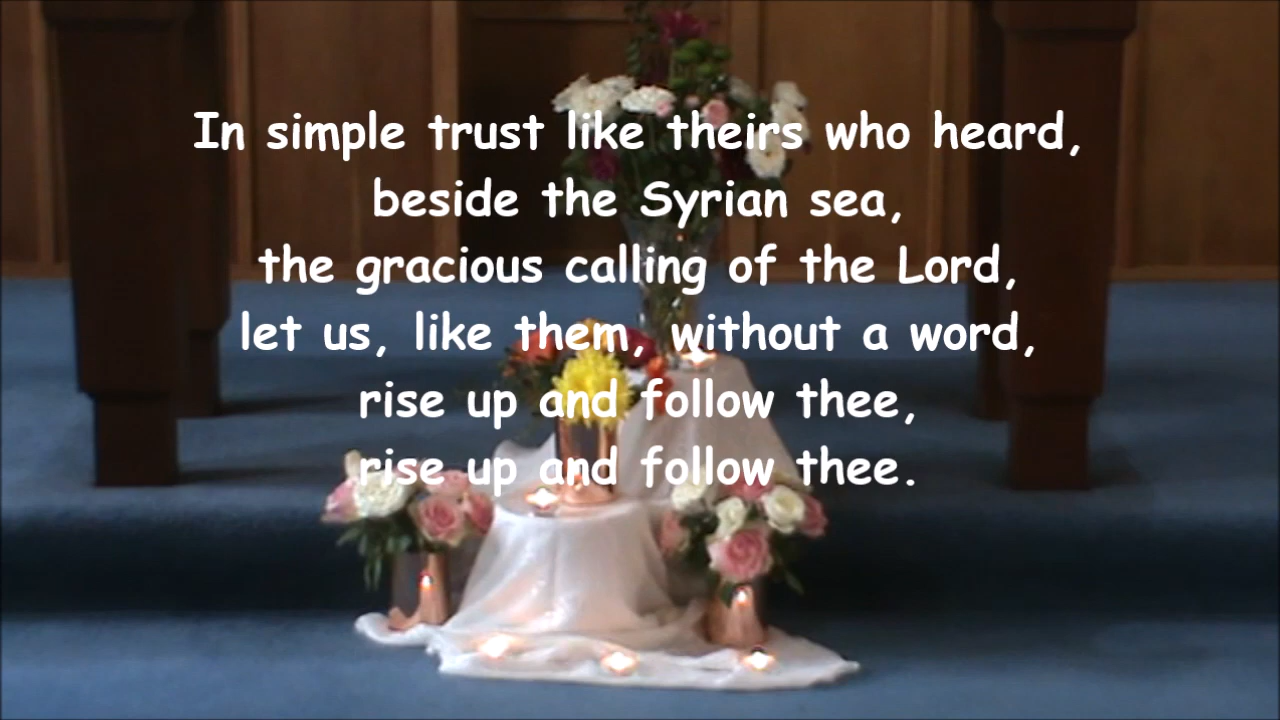 In simple trust like theirs who heard,
beside the Syrian sea,
the gracious calling of the Lord,
let us, like them, without a word,
rise up and follow thee,
rise up and follow thee.